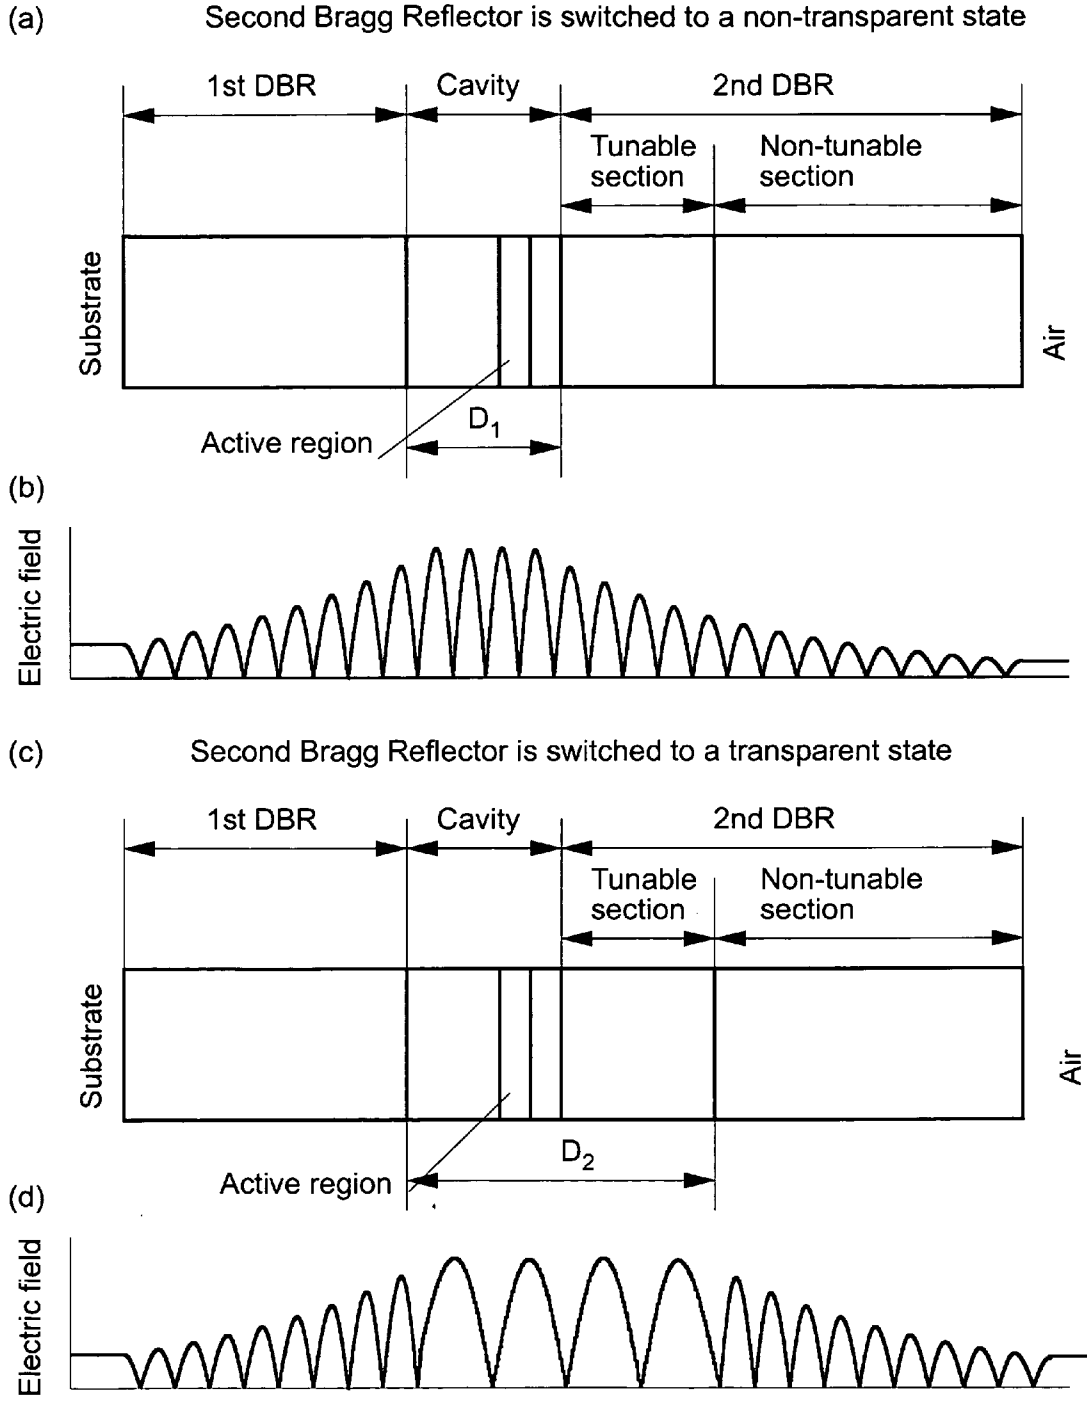 (a)
Second Bragg Reflector is switched to a non-transparent state
1st DBR
Cavity
2nd DBR
Tunable
section
Non-tunable
section
Substrate
Air
Active region
D1
(b)
Electric field
(c)
Second Bragg Reflector is switched to a transparent state
1st DBR
Cavity
2nd DBR
Tunable
section
Non-tunable
section
Substrate
Air
Active region
D2
(d)
Electric field